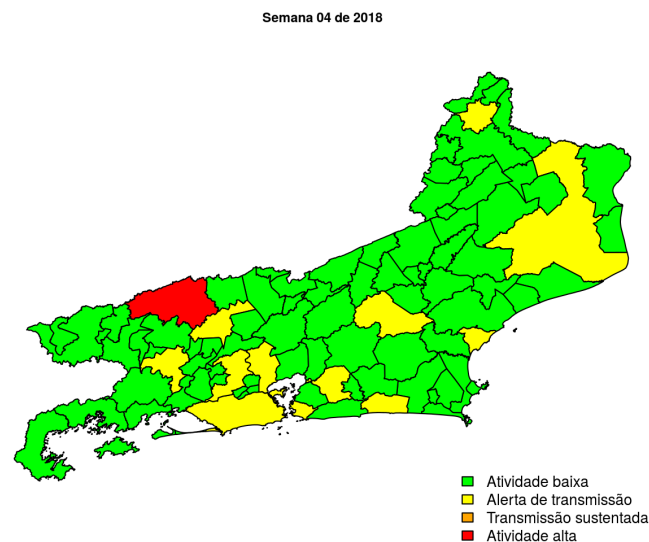 Semana 04 de 2018
Atividade baixa
Alerta de transmissão
Transmissão sustentada
Atividade alta